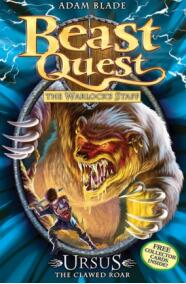 ADAM BLADE
Beast
Quest
THE WARLOCK'S STAFF
FREE
COLLECTOR
CARDS INSIDE!
URSUS
THE CLAWED ROAR